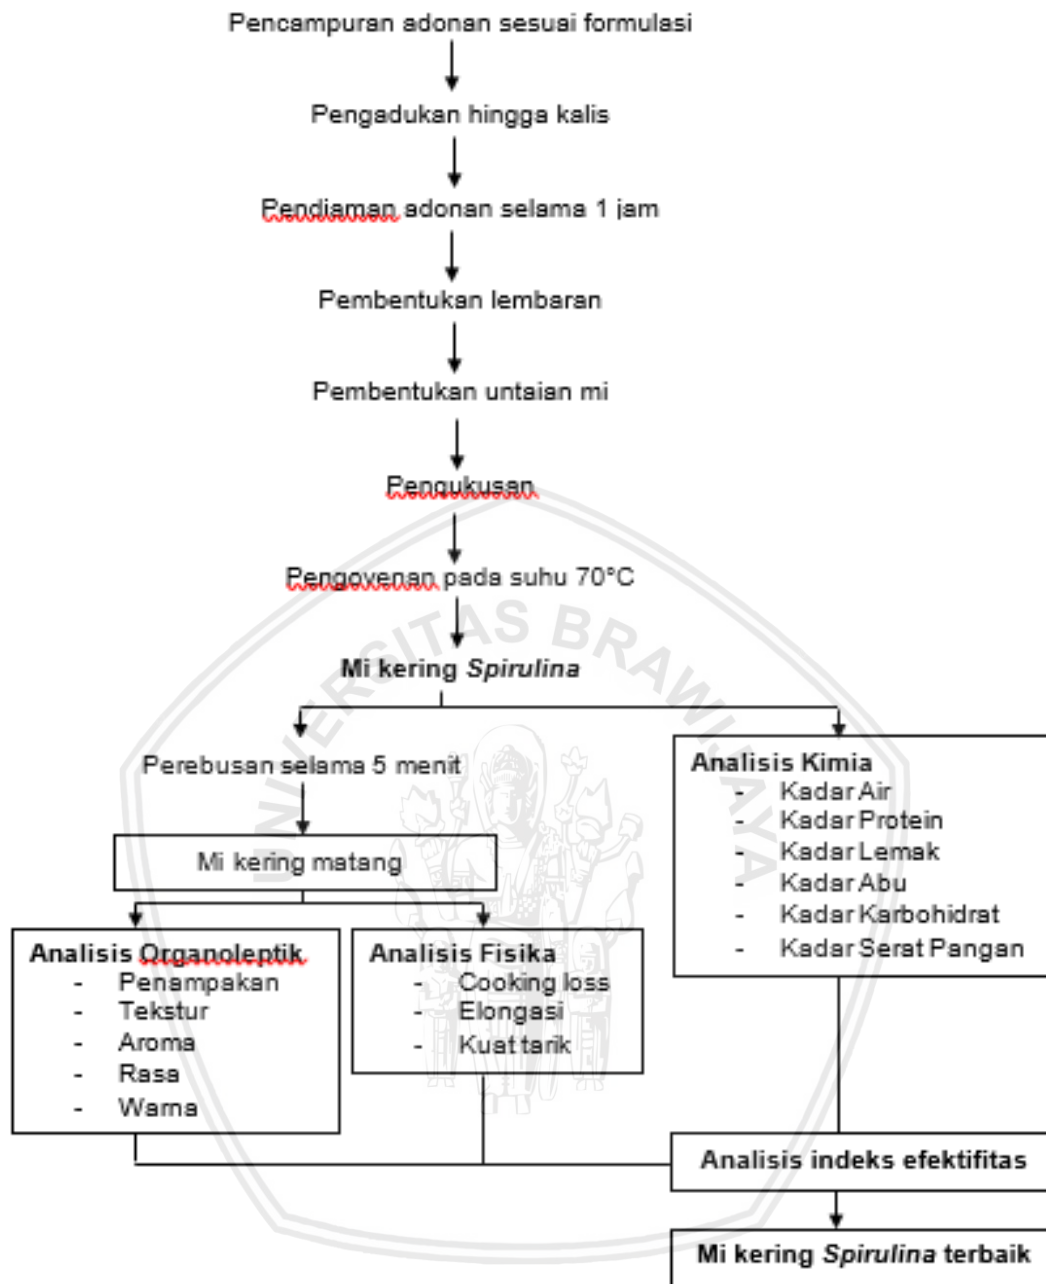 Pencampuran adonan sesuai formulasi
Pengadukan hingga kalis
Pendiaman adonan selama 1 jam
Pembentukan lembaran
Pembentukan untaian mi
Pengukusan
Pengovenan pada suhu 70°C
Mi kering Spirulina
Perebusan selama 5 menit
Mi kering matang
Analisis Organoleptik
- Penampakan
- Tekstur
- Aroma
- Rasa
- Warna
Analisis Fisika
- Cooking loss
- Elongasi
- Kuat tarik
Analisis Kimia
- Kadar Air
- Kadar Protein
- Kadar Lemak
- Kadar Abu
- Kadar Karbohidrat
- Kadar Serat Pangan
Analisis indeks efektifitas
Mi kering Spirulina terbaik
UNIVERSITAS BRAWIJAYA